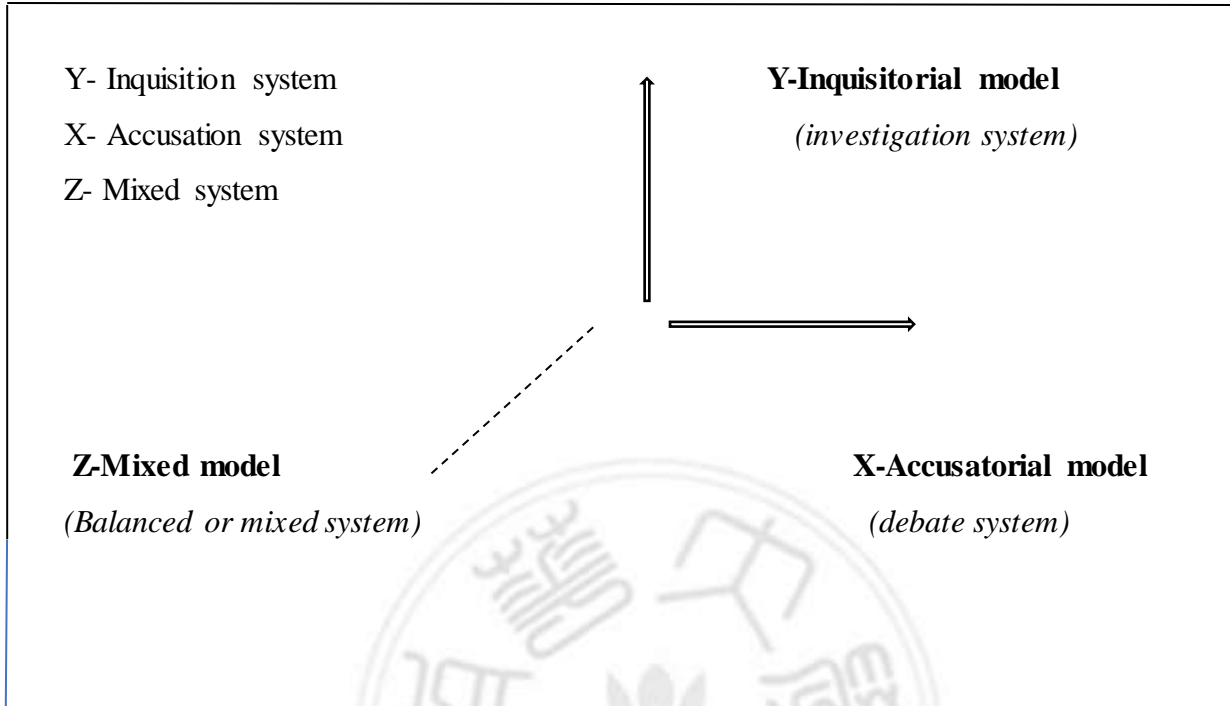 Y- Inquisition system
X- Accusation system
Z- Mixed system
Y-Inquisitorial model
(investigation system)
Z-Mixed model
(Balanced or mixed system)
X-Accusatorial model
(debate system)